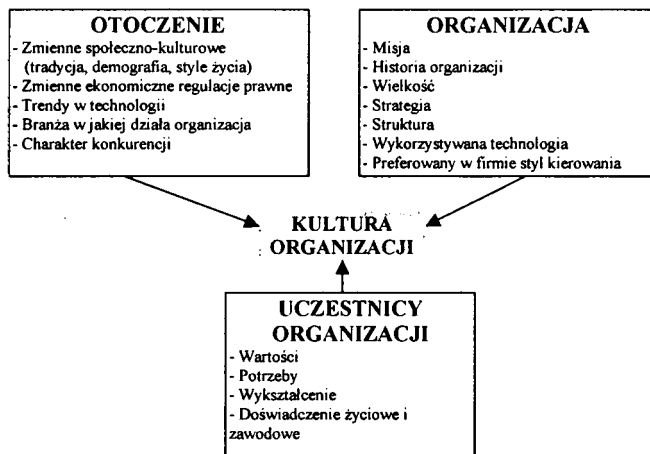 OTOCZENIE
- Zmienne społeczno-kulturowe
(tradycja, demografia, style życia)
- Zmienne ekonomiczne regulacje prawne
- Trendy w technologii
- Branża w jakiej działa organizacja
- Charakter konkurencji
ORGANIZACJA
- Misja
- Historia organizacji
- Wielkość
- Strategia
- Struktura
- Wykorzystywana technologia
- Preferowany w firmie styl kierowania
KULTURA
ORGANIZACJI
UCZESTNICY
ORGANIZACJI
- Wartości
- Potrzeby
- Wykształcenie
- Doświadczenie życiowe i
zawodowe